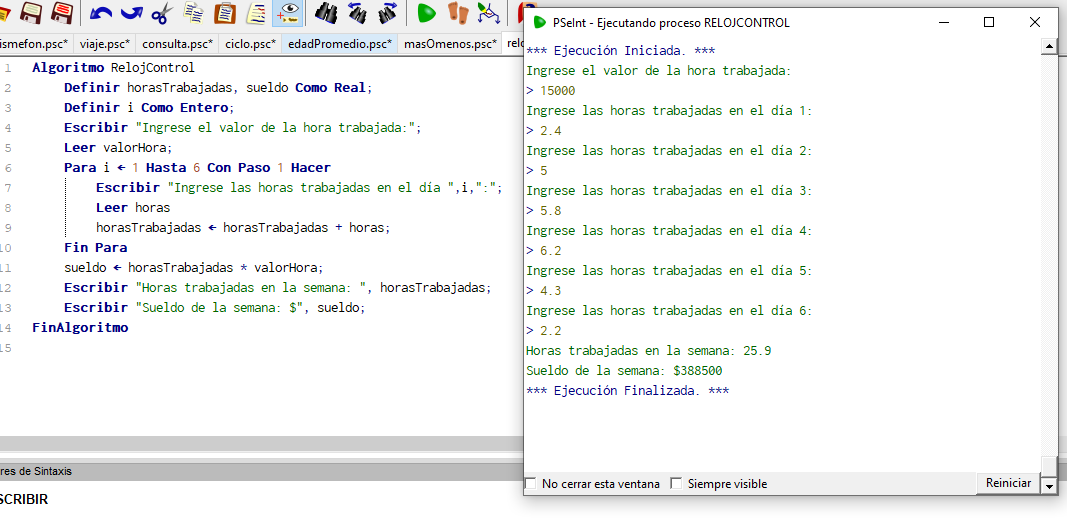 ismefon.psc* viaje.psc* consulta.psc* ciclo.psc* edadPromedio.psc* masOmenos.psc* relo
1 Algoritmo RelojControl
2 Definir horasTrabajadas, sueldo Como Real;
3 Definir i Como Entero;
4 Escribir "Ingrese el valor de la hora trabajada:";
5 Leer valorHora;
6 Para i ← 1 Hasta 6 Con Paso 1 Hacer
7 Escribir "Ingrese las horas trabajadas en el día ",i,":";
8 Leer horas
9 horasTrabajadas ← horasTrabajadas + horas;
10 Fin Para
11 sueldo ← horasTrabajadas * valorHora;
12 Escribir "Horas trabajadas en la semana: ", horasTrabajadas;
13 Escribir "Sueldo de la semana: $", sueldo;
14 FinAlgoritmo
15
res de Sintaxis
SCRIBIR
PSeInt - Ejecutando proceso RELOJCONTROL
*** Ejecución Iniciada. ***
Ingrese el valor de la hora trabajada:
> 15000
Ingrese las horas trabajadas en el día 1:
> 2.4
Ingrese las horas trabajadas en el día 2:
> 5
Ingrese las horas trabajadas en el día 3:
> 5.8
Ingrese las horas trabajadas en el día 4:
> 6.2
Ingrese las horas trabajadas en el día 5:
> 4.3
Ingrese las horas trabajadas en el día 6:
> 2.2
Horas trabajadas en la semana: 25.9
Sueldo de la semana: $388500
*** Ejecución Finalizada. ***
No cerrar esta ventana Siempre visible Reiniciar